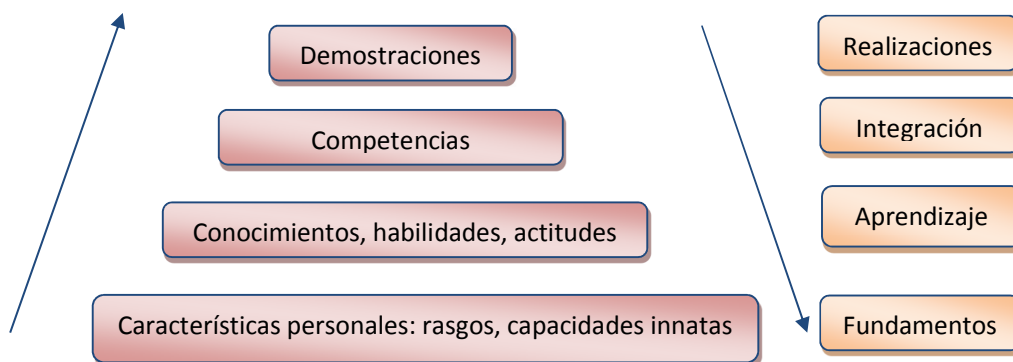 Demostraciones
Realizaciones
Competencias
Integración
Conocimientos, habilidades, actitudes
Aprendizaje
Características personales: rasgos, capacidades innatas
Fundamentos